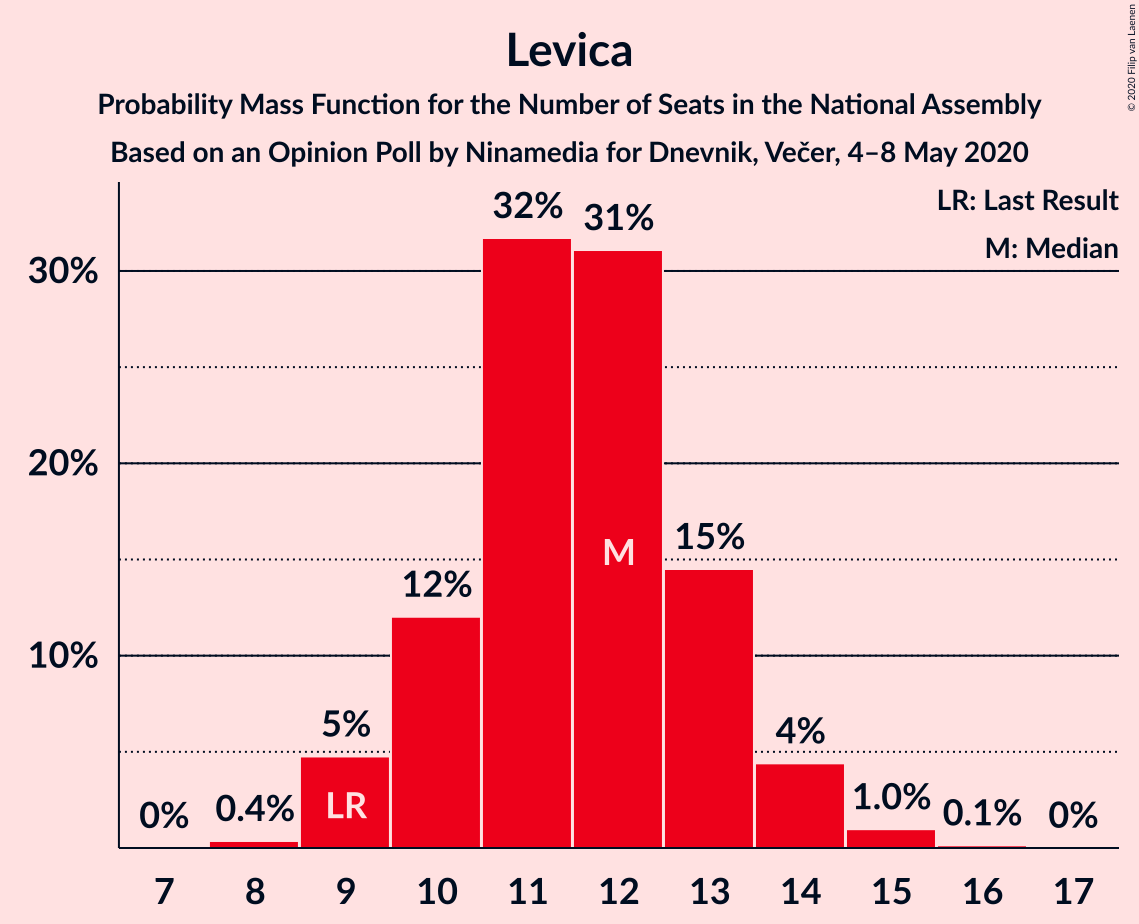 Levica
Probability Mass Function for the Number of Seats in the National Assembly
Based on an Opinion Poll by Ninamedia for Dnevnik, Večer, 4–8 May 2020
© 2020 Filip van Laenen
LR: Last Result
M: Median
30%
20%
10%
0%
0.4%
5%
12%
32%
31%
15%
4%
1.0%
0.1%
0%
LR
M
7 8 9 10 11 12 13 14 15 16 17